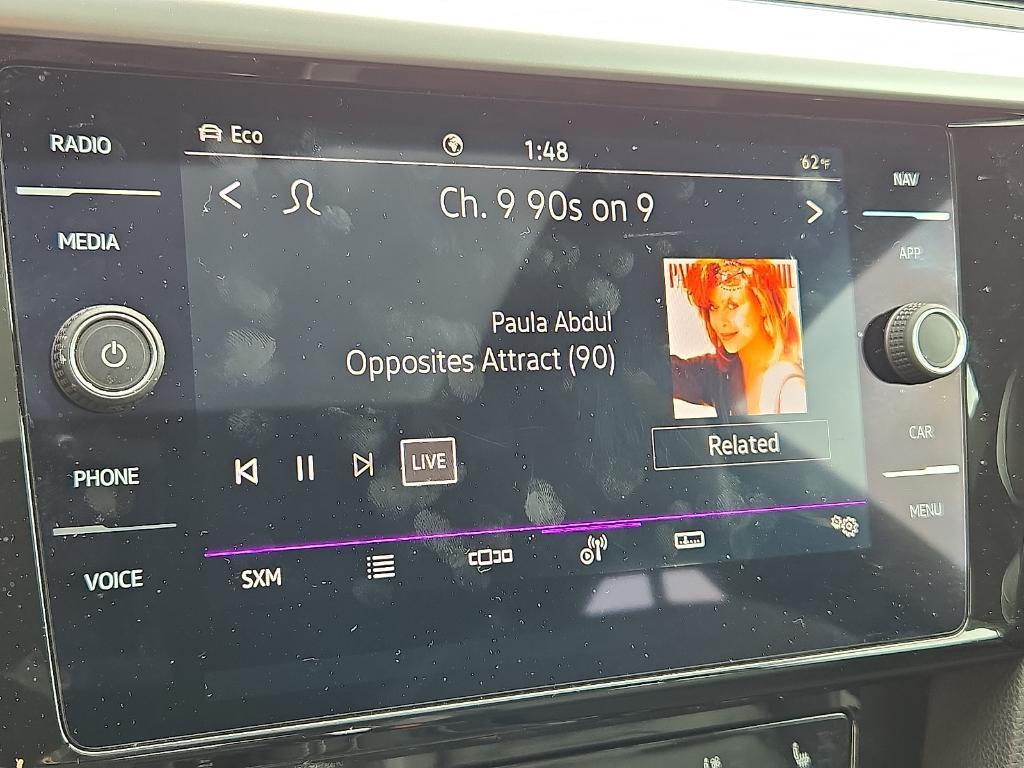 RADIO
MEDIA
PHONE
VOICE
Eco
1:48
62°F
Ch. 9 90s on 9
Paula Abdul
Opposites Attract (90)
Related
LIVE
SXM
NAV
APP
CAR
MENU